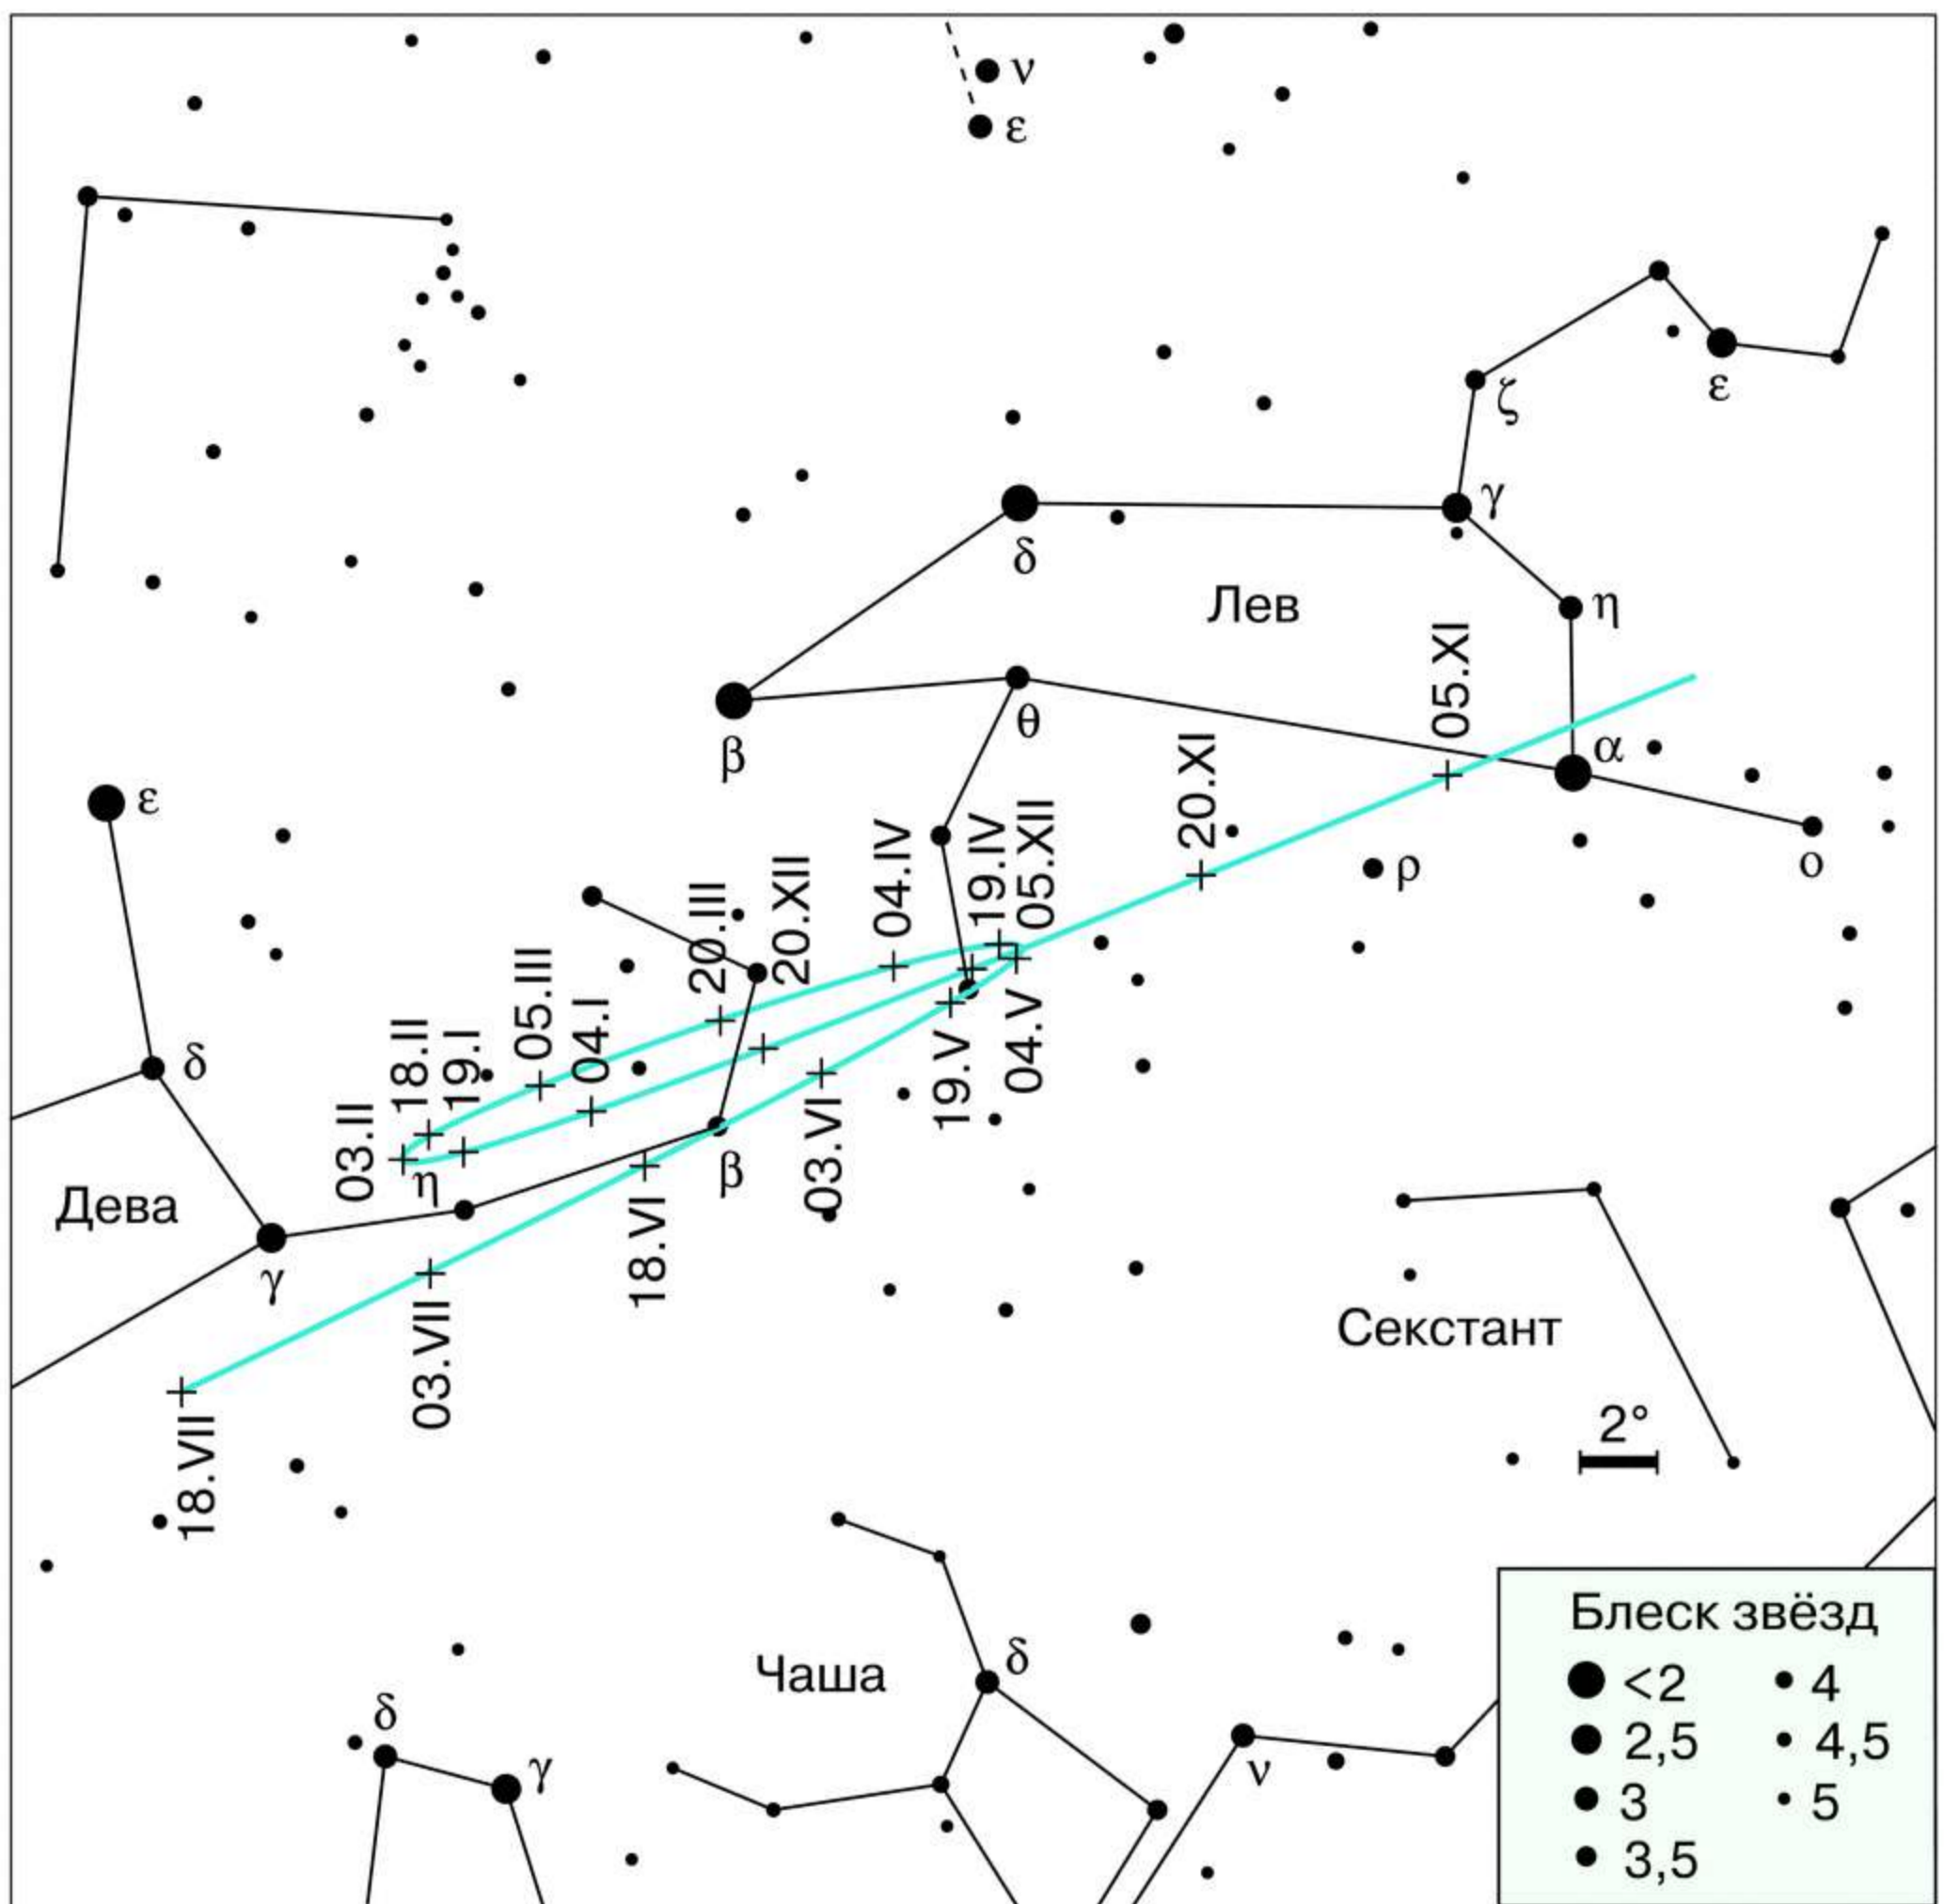 ν
ε
ζ
ε
γ
δ
Лев
η
05.XI
θ
β
α
20.XI
ε
ρ
ο
04.IV
19.IV
05.XII
20.III
20.XII
05.III
04.I
18.II
19.I
δ
03.II
19.V
04.V
η
β
03.VI
Дева
18.VI
γ
03.VII
Секстант
2°
18.VII
Блеск звёзд
<2
4
2,5
4,5
3
5
3,5
Чаша
δ
δ
γ
ν